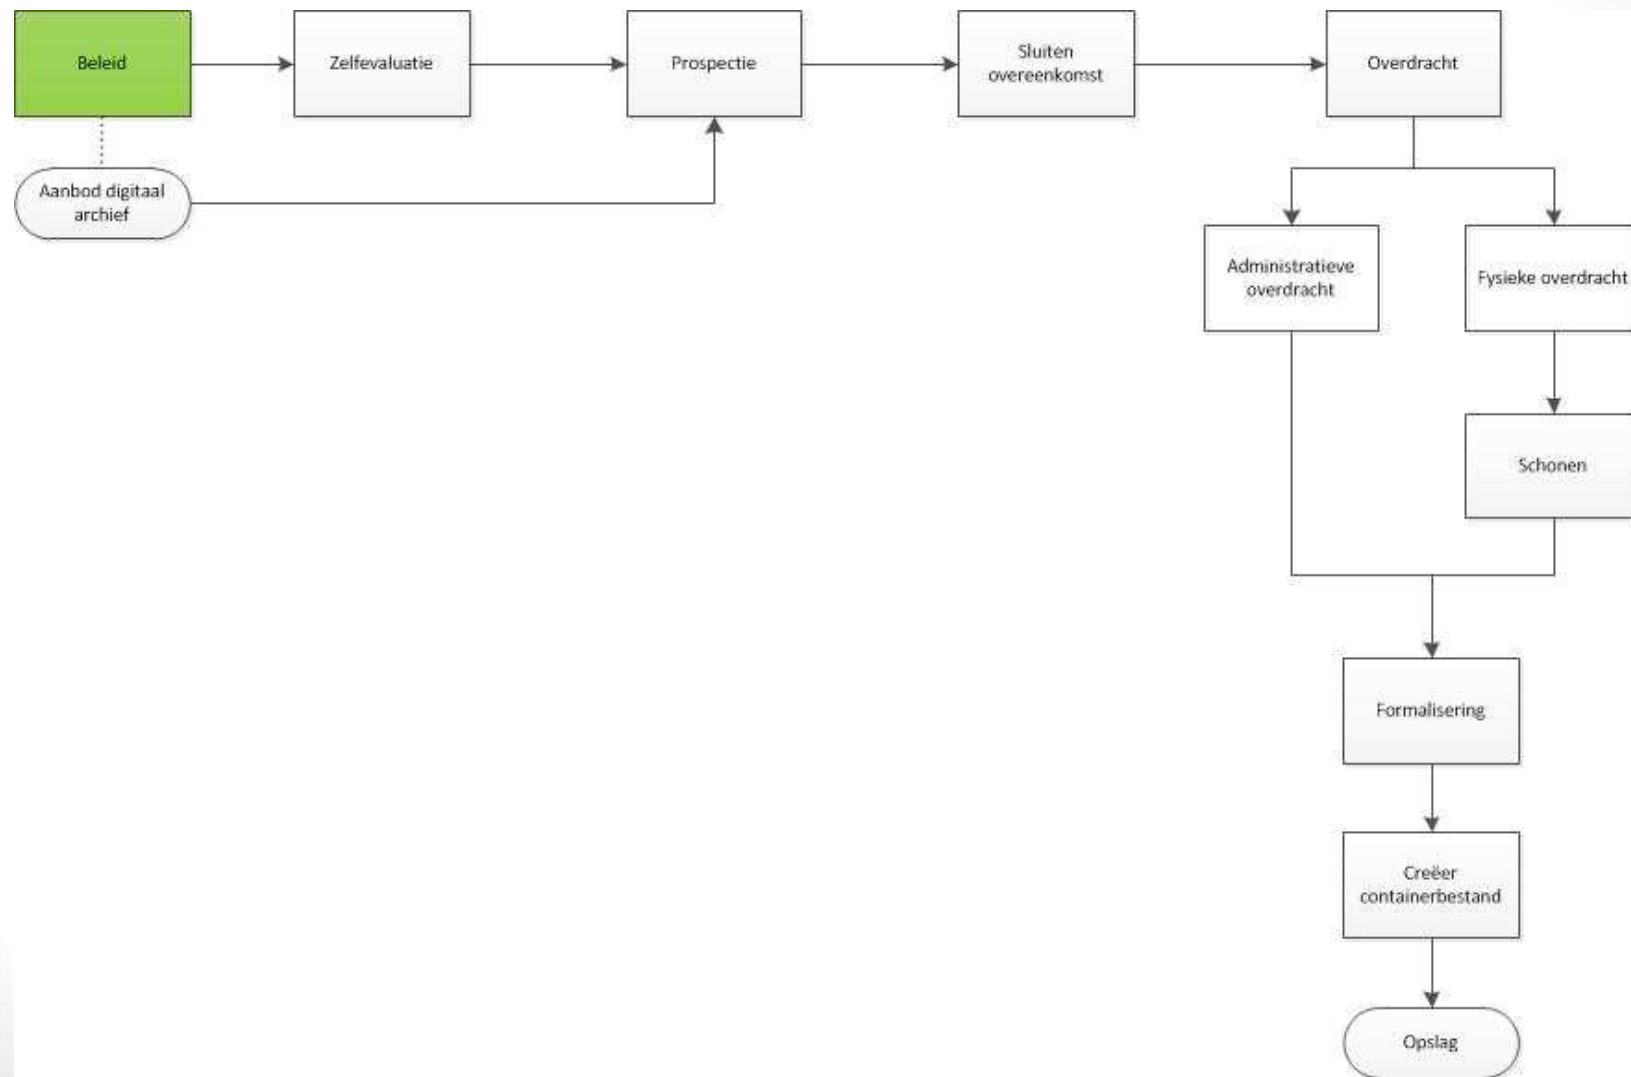 Beleid
Zelfevaluatie
Prospectie
Sluiten
overeenkomst
Overdracht
Aanbod digitaal
archief
Administratieve
overdracht
Fysieke overdracht
Schonen
Formalisering
Creëer
containerbestand
Opslag